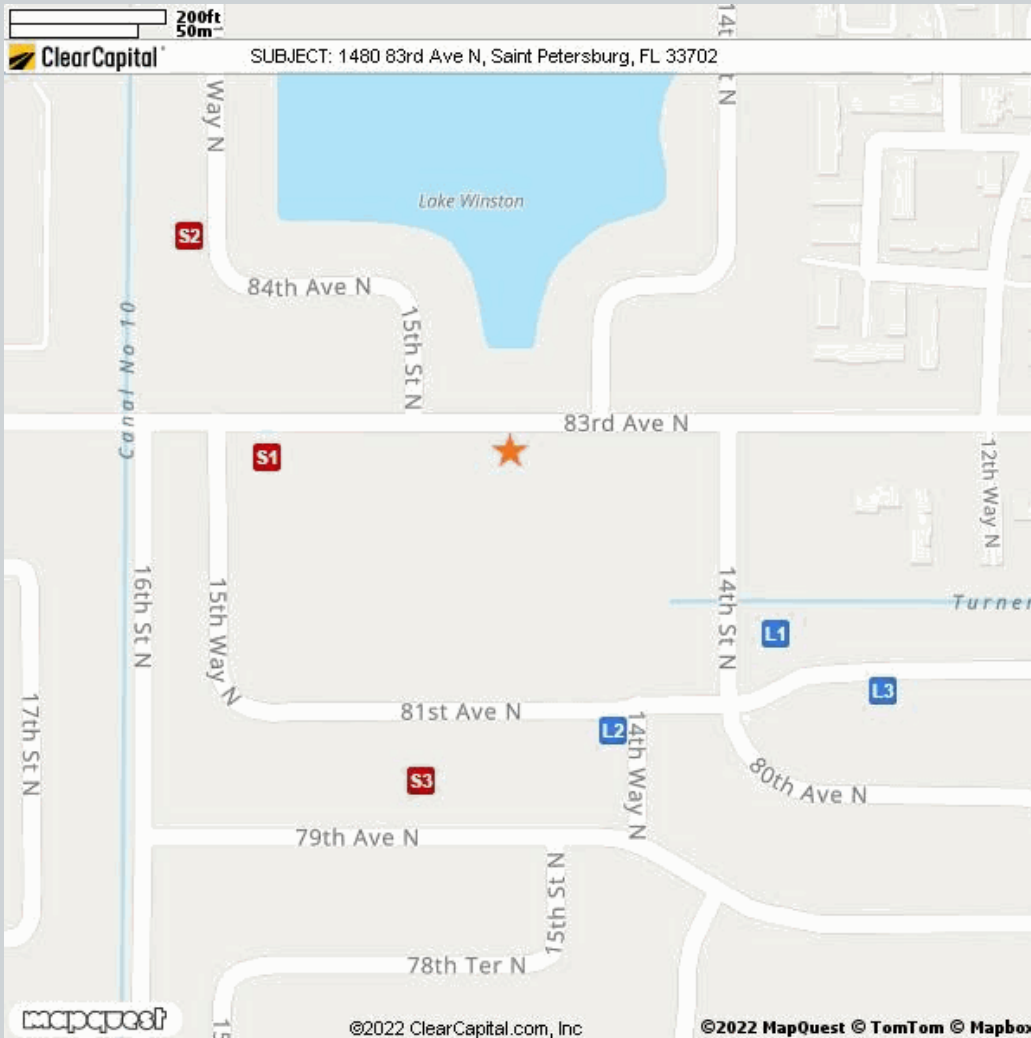 200ft
50m
ClearCapital
SUBJECT: 1480 83rd Ave N, Saint Petersburg, FL 33702
14t
t N
Way N
Lake Winston
S2
84th Ave N
15th St N
Canal No 10
83rd Ave N
S1
12th Way N
16th St N
15th Way N
14th St N
Turner
L1
L3
17th St N
81st Ave N
L2
14th Way N
S3
80th Ave N
79th Ave N
15th St N
78th Ter N
15
mapquest
©2022 ClearCapital.com, Inc
©2022 MapQuest © TomTom © Mapbox